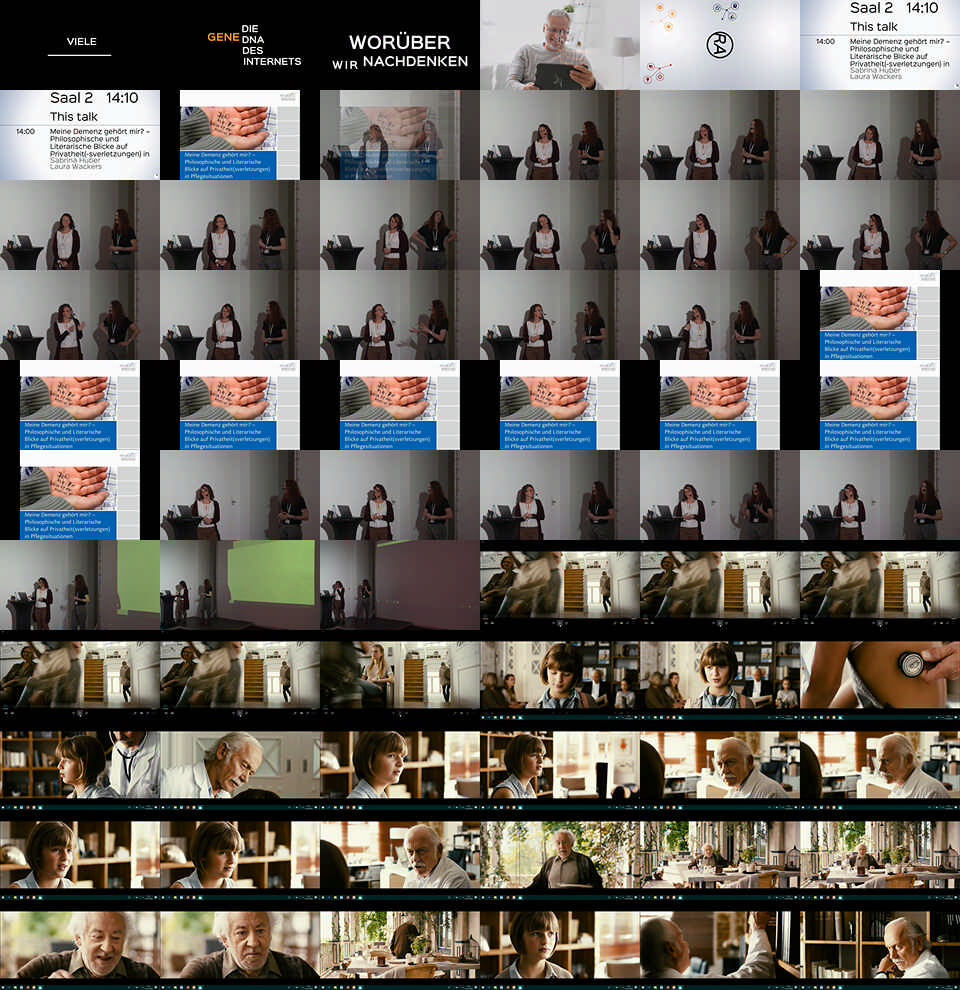 VIELE
GENE
DIE
DNA
DES
INTERNETS
WORÜBER
WIR NACHDENKEN
RA
Saal 2 14:10
This talk
14:00 Meine Demenz gehört mir? –
Philosophische und
Literarische Blicke auf
Privatheit(-sverletzungen) in
Sabrina Huber
Laura Wackers
Saal 2 14:10
This talk
14:00 Meine Demenz gehört mir? –
Philosophische und
Literarische Blicke auf
Privatheit(-sverletzungen) in
Sabrina Huber
Laura Wackers
Meine Demenz gehört mir? –
Philosophische und Literarische
Blicke auf Privatheit(sverletzungen)
in Pflegesituationen
Meine Demenz gehört mir? –
Philosophische und Literarische
Blicke auf Privatheit(sverletzungen)
Meine Demenz gehört mir? –
Philosophische und Literarische
Blicke auf Privatheit(sverletzungen)
in Pflegesituationen
Meine Demenz gehört mir? –
Philosophische und Literarische
Blicke auf Privatheit(sverletzungen)
in Pflegesituationen
Meine Demenz gehört mir? –
Philosophische und Literarische
Blicke auf Privatheit(sverletzungen)
in Pflegesituationen
Meine Demenz gehört mir? –
Philosophische und Literarische
Blicke auf Privatheit(sverletzungen)
in Pflegesituationen
Meine Demenz gehört mir? –
Philosophische und Literarische
Blicke auf Privatheit(sverletzungen)
in Pflegesituationen
Meine Demenz gehört mir? –
Philosophische und Literarische
Blicke auf Privatheit(sverletzungen)
in Pflegesituationen
Meine Demenz gehört mir? –
Philosophische und Literarische
Blicke auf Privatheit(sverletzungen)
in Pflegesituationen